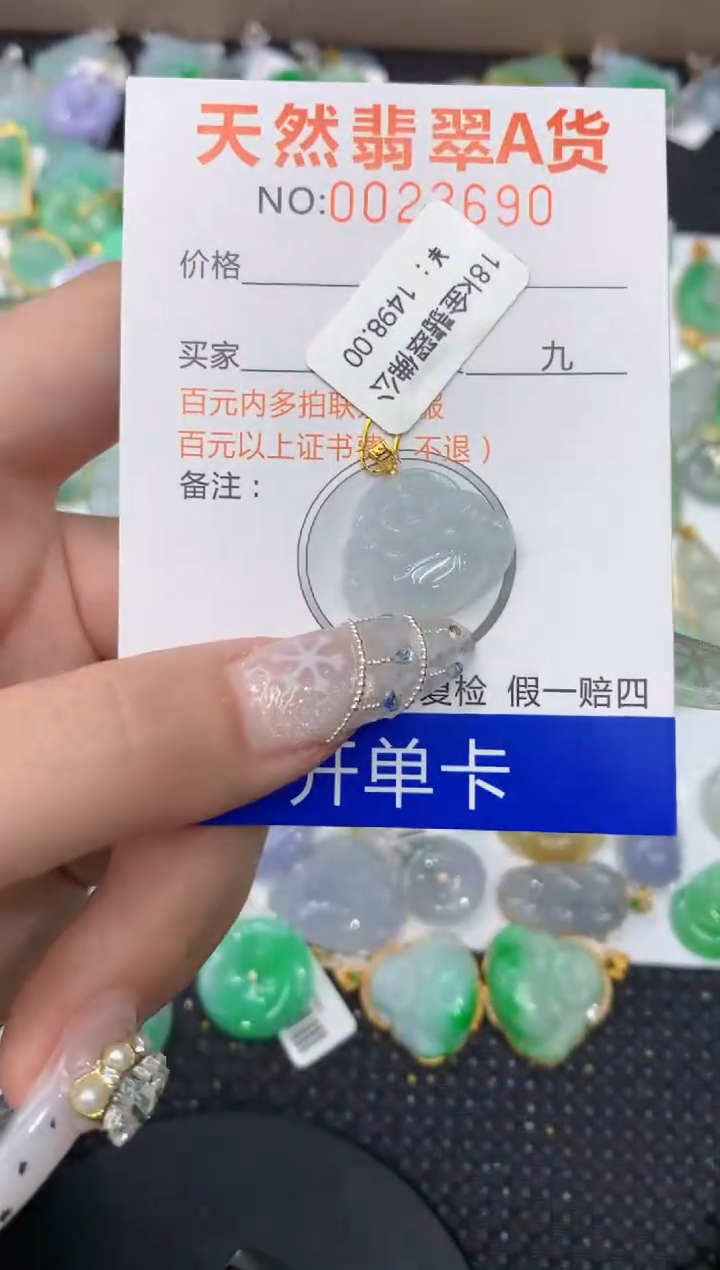 天然翡翠A货
NO:0023690
价格
18k金翡翠佛公
1498.00
买家
九
百元内多拍联 服
百元以上证书费 不退）
备注：
复检 假一赔四
开单卡